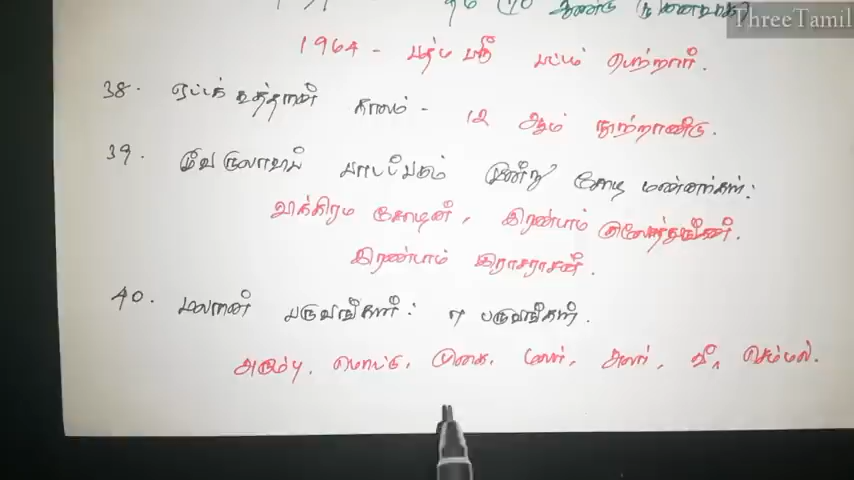 ThreeTamil
ஆண்டு
1964 - பத்ம ஸ்ரீ பட்டம் பெற்றார்.
38. ஒட்டக் கூத்தரின் காலம் - 12 ஆம் நூற்றாண்டு.
39. மூவருலாவில் பாடப்படும் மூன்று சோழ மன்னர்கள்:
விக்கிரம சோழன், இரண்டாம் குலோத்துங்கன்.
இரண்டாம் இராசராசன்.
40. மலரின் பருவங்கள்: ௭ பருவங்கள்.
அரும்பு, மொட்டு, முகை, மலர், அலர், வீ, செம்மல்.